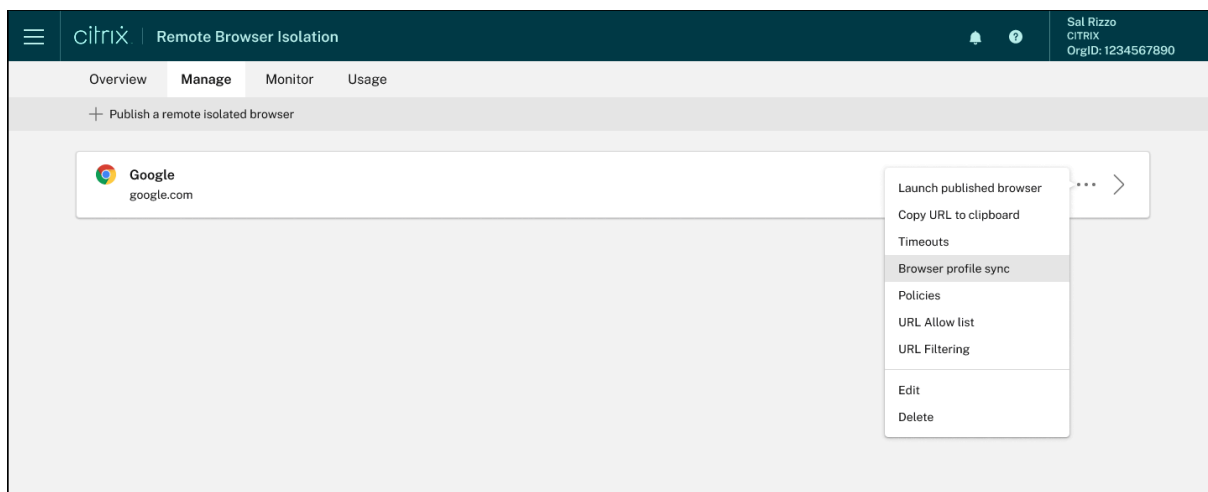 citrix | Remote Browser Isolation
Sal Rizzo
CITRIX
OrgID: 1234567890
Overview Manage Monitor Usage
+ Publish a remote isolated browser
Google
google.com
Launch published browser
Copy URL to clipboard
Timeouts
Browser profile sync
Policies
URL Allow list
URL Filtering
Edit
Delete